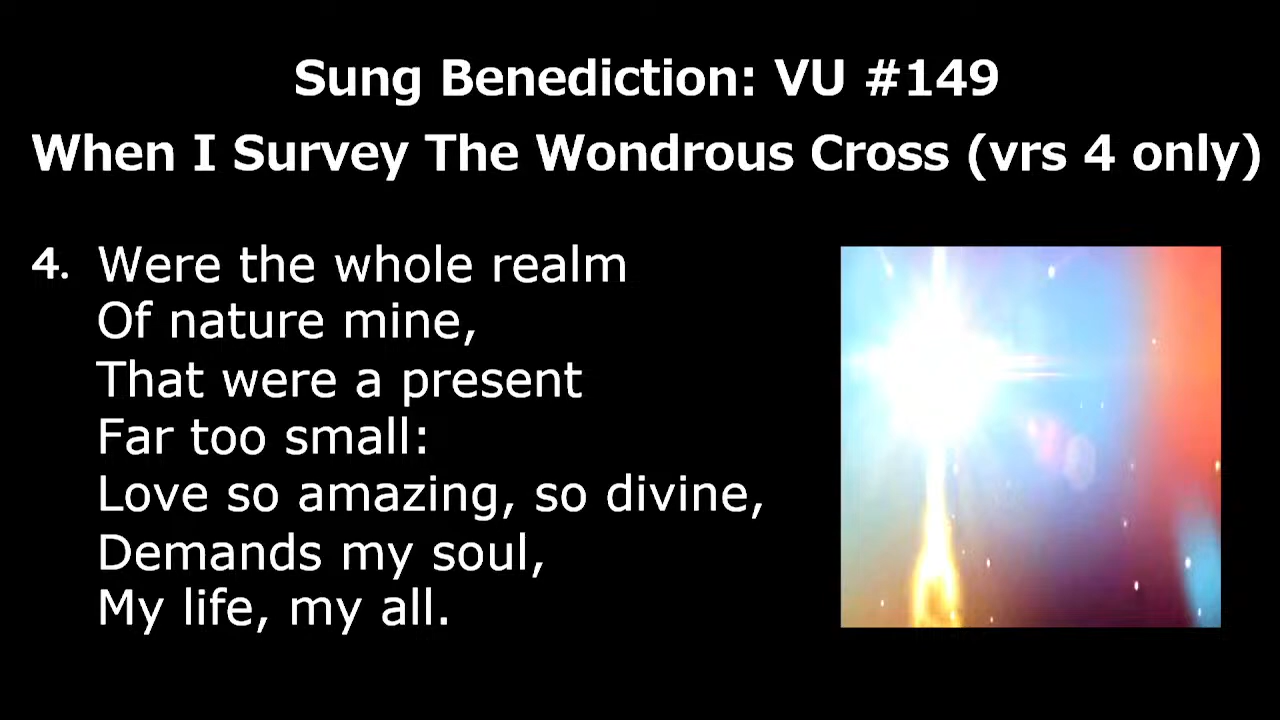 Sung Benediction: VU #149
When I Survey The Wondrous Cross (vrs 4 only)
4. Were the whole realm
Of nature mine,
That were a present
Far too small:
Love so amazing, so divine,
Demands my soul,
My life, my all.